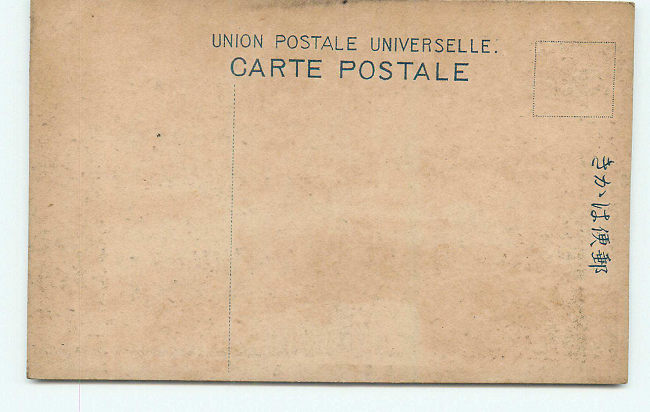 UNION POSTALE UNIVERSELLE.
CARTE POSTALE
郵便はかき